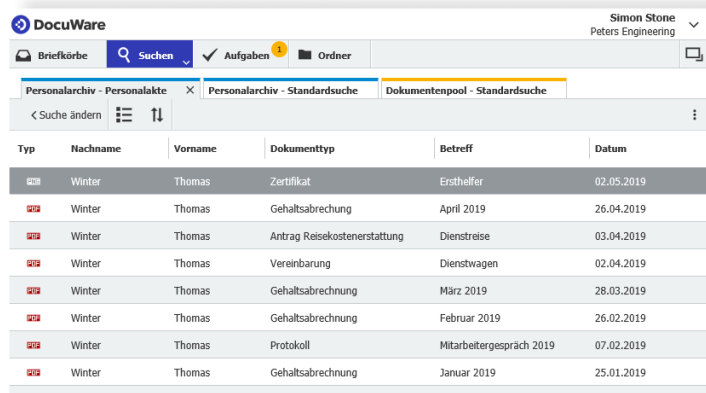 DocuWare
Simon Stone
Peters Engineering
Briefkörbe Suchen Aufgaben 1 Ordner
Personalarchiv - Personalakte Personalarchiv - Standardsuche Dokumentenpool - Standardsuche
Suche ändern
Typ Nachname Vorname Dokumenttyp Betreff Datum
PNG Winter Thomas Zertifikat Ersthelfer 02.05.2019
PDF Winter Thomas Gehaltsabrechung April 2019 26.04.2019
PDF Winter Thomas Antrag Reisekostenerstattung Dienstreise 03.04.2019
PDF Winter Thomas Vereinbarung Dienstwagen 02.04.2019
PDF Winter Thomas Gehaltsabrechnung März 2019 28.03.2019
PDF Winter Thomas Gehaltsabrechnung Februar 2019 26.02.2019
PDF Winter Thomas Protokoll Mitarbeitergespräch 2019 07.02.2019
PDF Winter Thomas Gehaltsabrechnung Januar 2019 25.01.2019